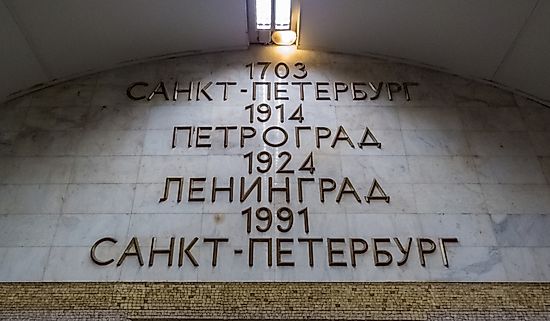 1703
САНКТ-ПЕТЕРБУРГ
1914
ПЕТРОГРАД
1924
ЛЕНИНГРАД
1991
САНКТ-ПЕТЕРБУРГ